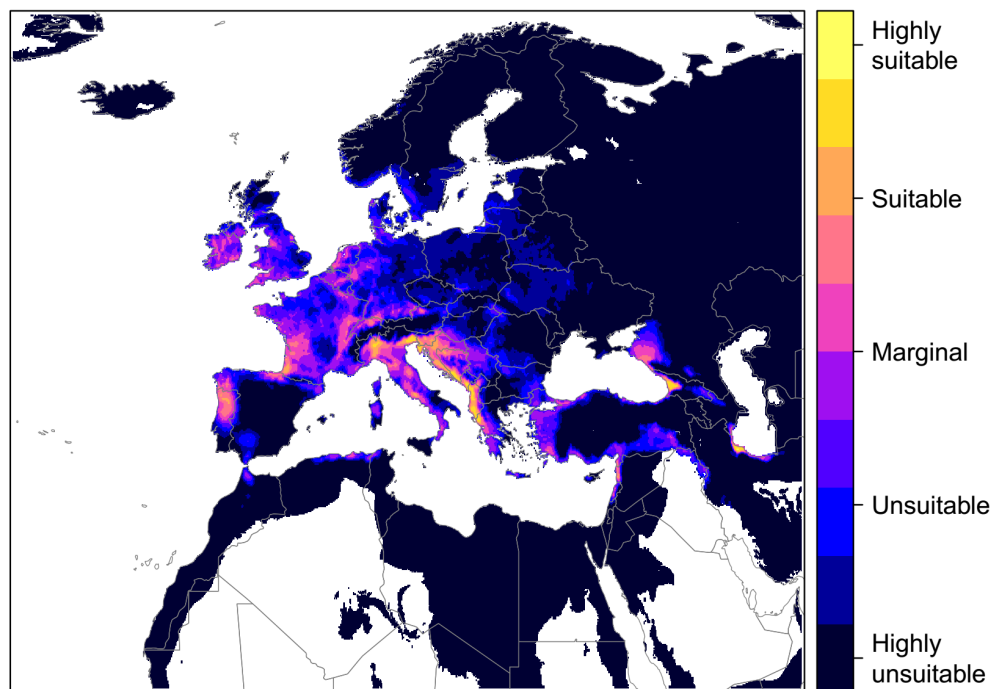 Highly
suitable
Suitable
Marginal
Unsuitable
Highly
unsuitable